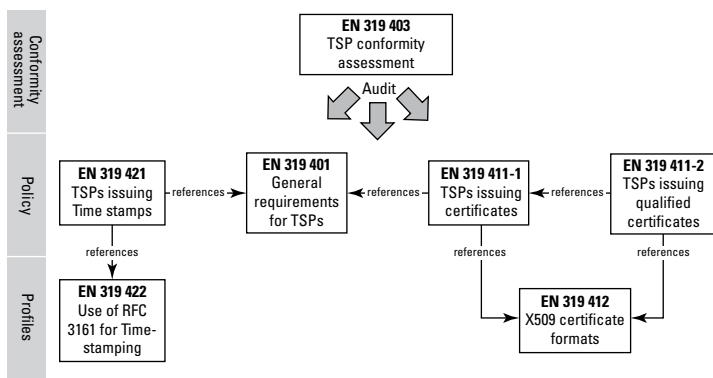 Conformity
assessment
EN 319 403
TSP conformity
assessment
Audit
Policy
EN 319 421
TSPs issuing
Time stamps
references
EN 319 401
General
requirements
for TSPs
references
EN 319 411-1
TSPs issuing
certificates
references
EN 319 411-2
TSPs issuing
qualified
certificates
references
references
references
Profiles
EN 319 422
Use of RFC
3161 for Time-
stamping
EN 319 412
X509 certificate
formats